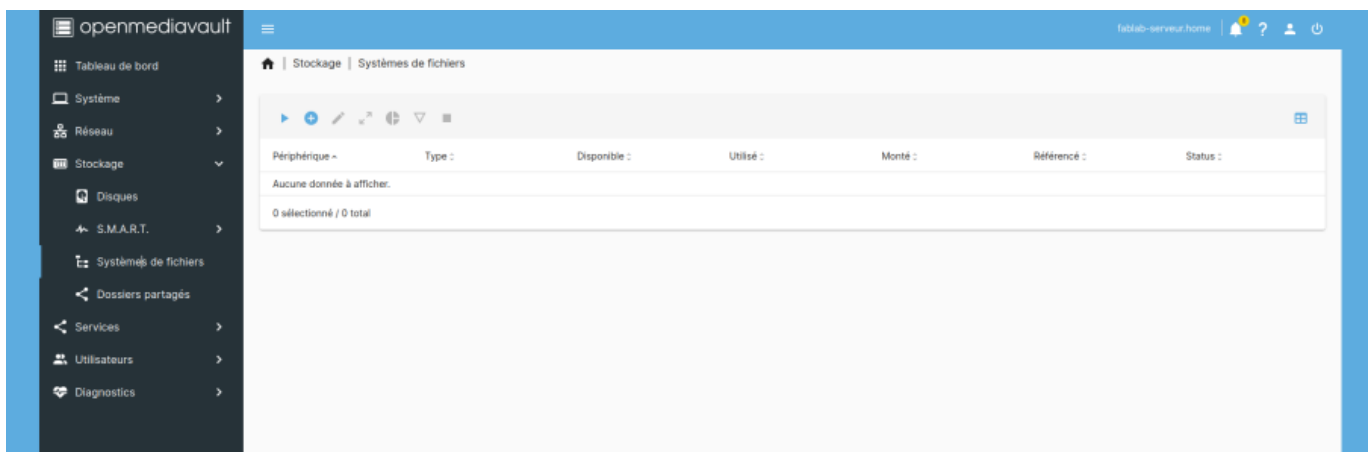 openmediavault
fablab-serveur.home
?
Tableau de bord
Stockage | Systèmes de fichiers
Système
Réseau
Stockage
Périphérique Type Disponible Utilisé Monté Référencé Status
Aucune donnée à afficher.
Disques
0 sélectionné / 0 total
S.M.A.R.T.
Systèmes de fichiers
Dossiers partagés
Services
Utilisateurs
Diagnostics